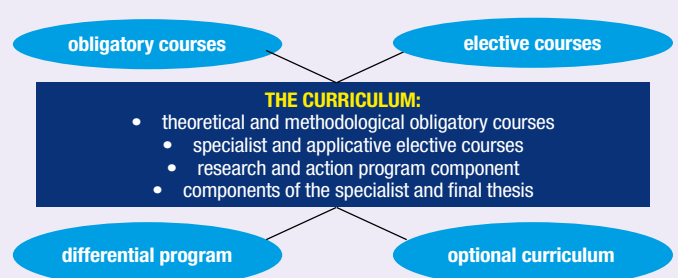 obligatory courses
elective courses
THE CURRICULUM:
• theoretical and methodological obligatory courses
• specialist and applicative elective courses
• research and action program component
• components of the specialist and final thesis
differential program
optional curriculum